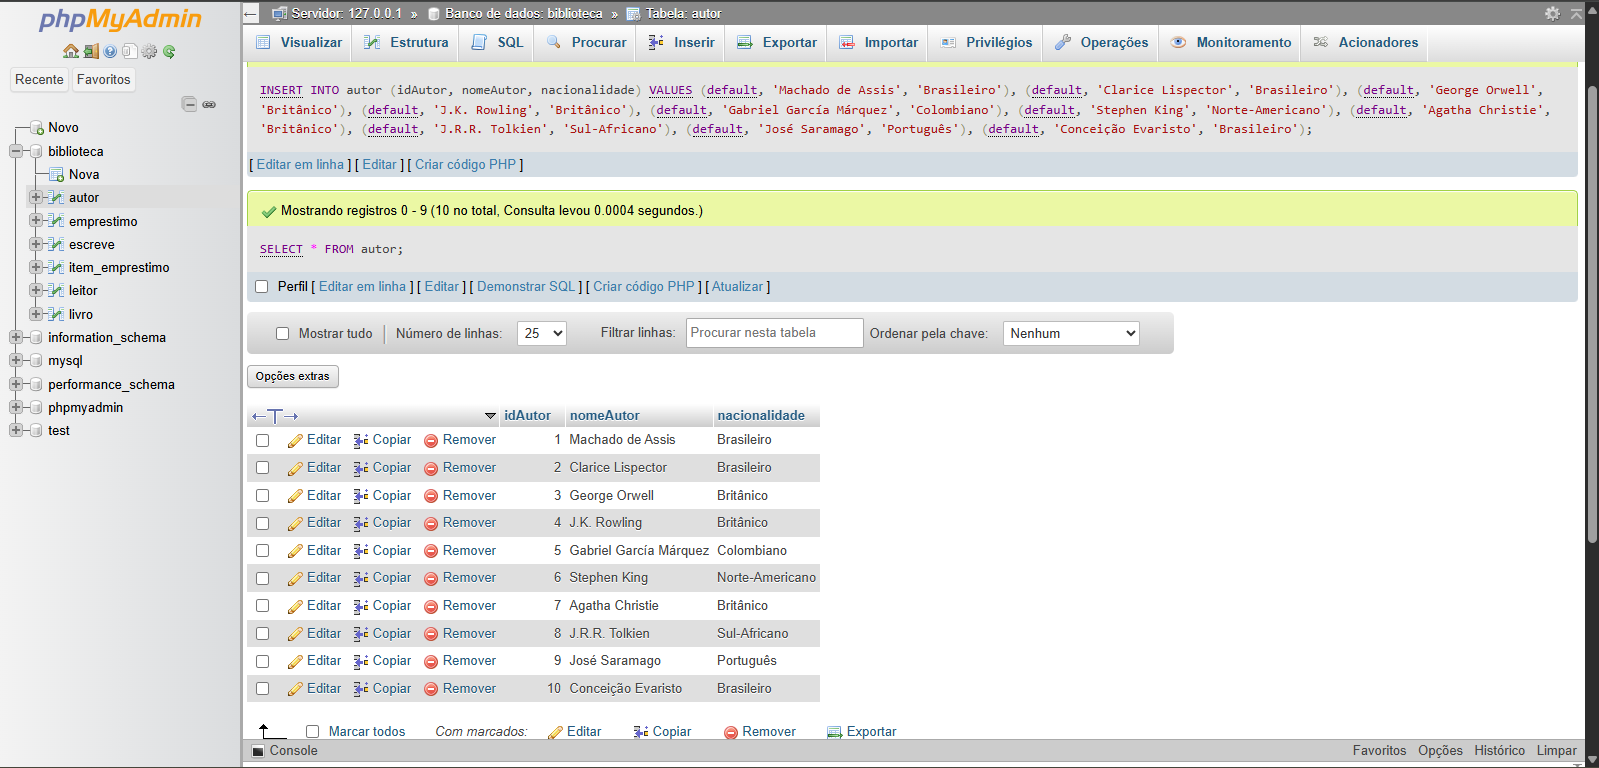 phpMyAdmin
Recente Favoritos
Novo
biblioteca
Nova
autor
emprestimo
escreve
item_emprestimo
leitor
livro
information_schema
mysql
performance_schema
phpmyadmin
test
Servidor: 127.0.0.1 » Banco de dados: biblioteca » Tabela: autor
Visualizar Estrutura SQL Procurar Inserir Exportar Importar Privilégios Operações Monitoramento Acionadores
INSERT INTO autor (idAutor, nomeAutor, nacionalidade) VALUES (default, 'Machado de Assis', 'Brasileiro'), (default, 'Clarice Lispector', 'Brasileiro'), (default, 'George Orwell',
'Britânico'), (default, 'J.K. Rowling', 'Britânico'), (default, 'Gabriel García Márquez', 'Colombiano'), (default, 'Stephen King', 'Norte-Americano'), (default, 'Agatha Christie',
'Britânico'), (default, 'J.R.R. Tolkien', 'Sul-Africano'), (default, 'José Saramago', 'Português'), (default, 'Conceição Evaristo', 'Brasileiro');
[ Editar em linha ] [ Editar ] [ Criar código PHP ]
Mostrando registros 0 - 9 (10 no total, Consulta levou 0.0004 segundos.)
SELECT * FROM autor;
Perfil [ Editar em linha ] [ Editar ] [ Demonstrar SQL ] [ Criar código PHP ] [ Atualizar ]
Mostrar tudo Número de linhas: 25 Filtrar linhas: Procurar nesta tabela Ordenar pela chave: Nenhum
Opções extras
idAutor nomeAutor nacionalidade
Editar Copiar Remover 1 Machado de Assis Brasileiro
Editar Copiar Remover 2 Clarice Lispector Brasileiro
Editar Copiar Remover 3 George Orwell Britânico
Editar Copiar Remover 4 J.K. Rowling Britânico
Editar Copiar Remover 5 Gabriel García Márquez Colombiano
Editar Copiar Remover 6 Stephen King Norte-Americano
Editar Copiar Remover 7 Agatha Christie Britânico
Editar Copiar Remover 8 J.R.R. Tolkien Sul-Africano
Editar Copiar Remover 9 José Saramago Português
Editar Copiar Remover 10 Conceição Evaristo Brasileiro
Marcar todos Com marcados: Editar Copiar Remover Exportar
Console Favoritos Opções Histórico Limpar